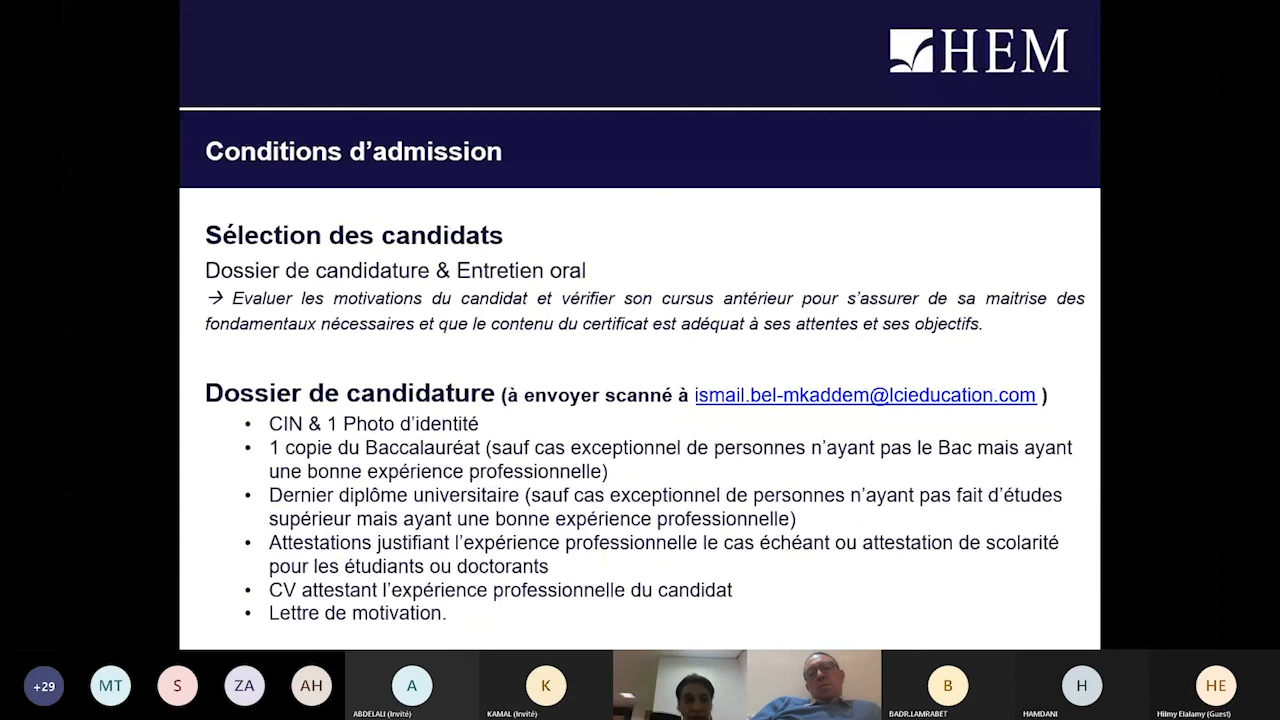 HEM
Conditions d’admission
Sélection des candidats
Dossier de candidature & Entretien oral
→ Evaluer les motivations du candidat et vérifier son cursus antérieur pour s’assurer de sa maitrise des
fondamentaux nécessaires et que le contenu du certificat est adéquat à ses attentes et ses objectifs.
Dossier de candidature (à envoyer scanné à ismail.bel-mkaddem@lcieducation.com )
• CIN & 1 Photo d’identité
• 1 copie du Baccalauréat (sauf cas exceptionnel de personnes n’ayant pas le Bac mais ayant
une bonne expérience professionnelle)
• Dernier diplôme universitaire (sauf cas exceptionnel de personnes n’ayant pas fait d’études
supérieur mais ayant une bonne expérience professionnelle)
• Attestations justifiant l’expérience professionnelle le cas échéant ou attestation de scolarité
pour les étudiants ou doctorants
• CV attestant l’expérience professionnelle du candidat
• Lettre de motivation.
+29 MT S ZA AH A K B H HE
ABDELALI (Invité) KAMAL (Invité) BADR.LAMRABET HAMDANI Hilmy Elalamy (Guest)